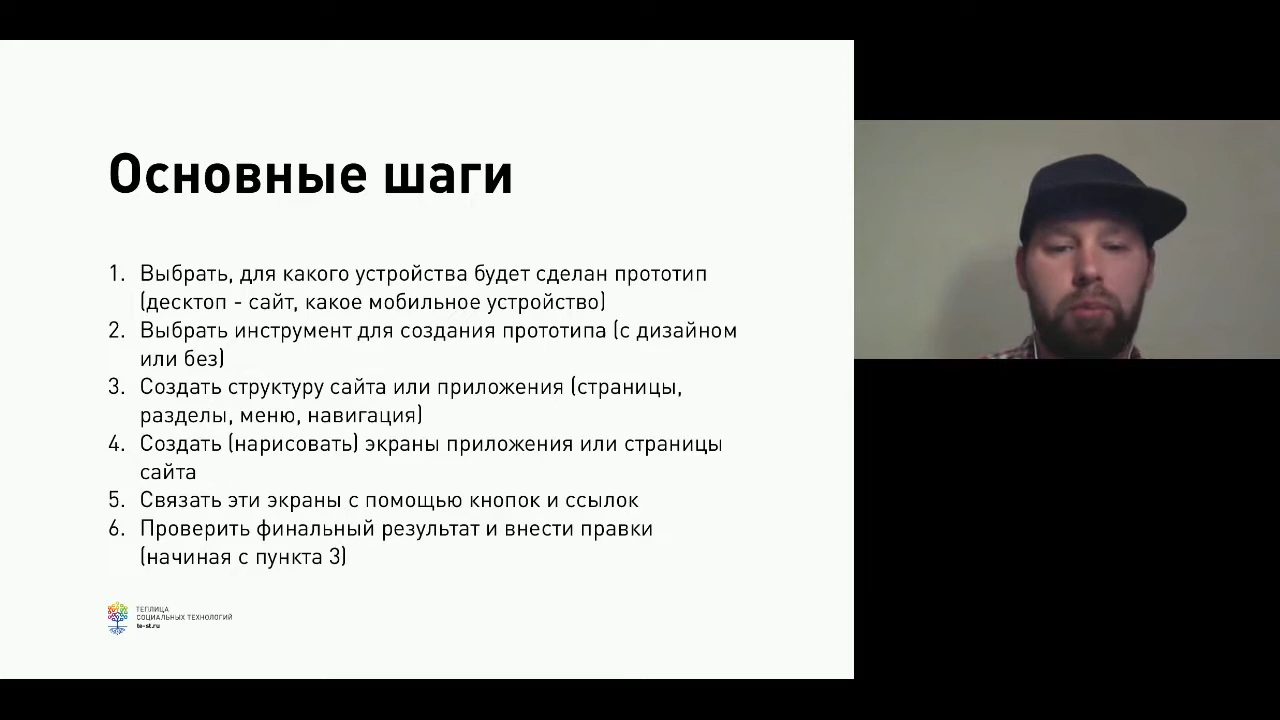 Основные шаги
1. Выбрать, для какого устройства будет сделан прототип
(десктоп - сайт, какое мобильное устройство)
2. Выбрать инструмент для создания прототипа (с дизайном
или без)
3. Создать структуру сайта или приложения (страницы,
разделы, меню, навигация)
4. Создать (нарисовать) экраны приложения или страницы
сайта
5. Связать эти экраны с помощью кнопок и ссылок
6. Проверить финальный результат и внести правки
(начиная с пункта 3)
ТЕПЛИЦА
СОЦИАЛЬНЫХ ТЕХНОЛОГИЙ
te-st.ru